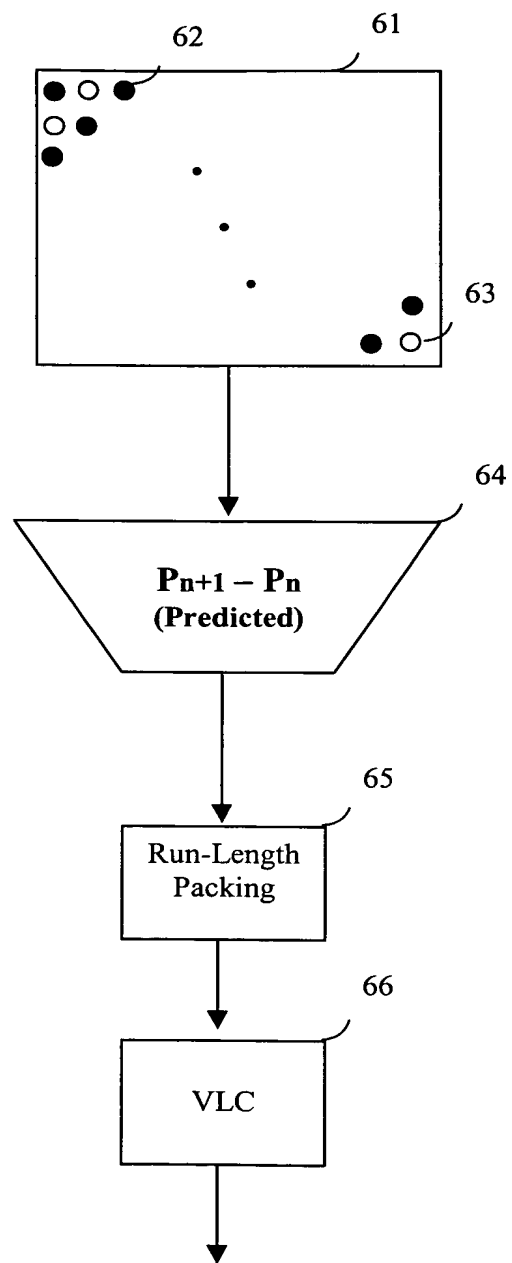 62
61
63
64
Pn+1 – Pn
(Predicted)
65
Run-Length
Packing
66
VLC